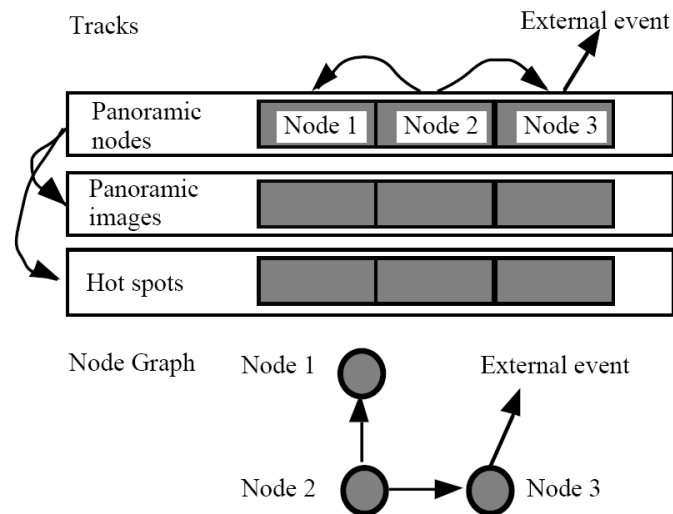 Tracks
External event
Panoramic
nodes
Node 1
Node 2
Node 3
Panoramic
images
Hot spots
Node Graph
Node 1
External event
Node 2
Node 3